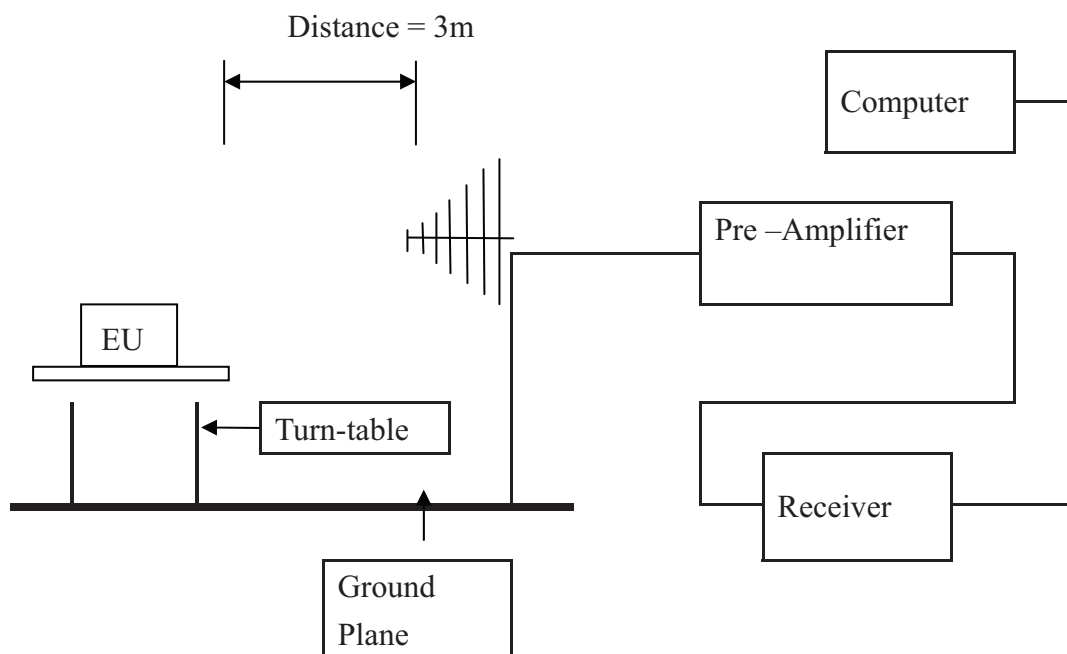 Distance = 3m
Computer
Pre –Amplifier
EU
Turn-table
Receiver
Ground
Plane